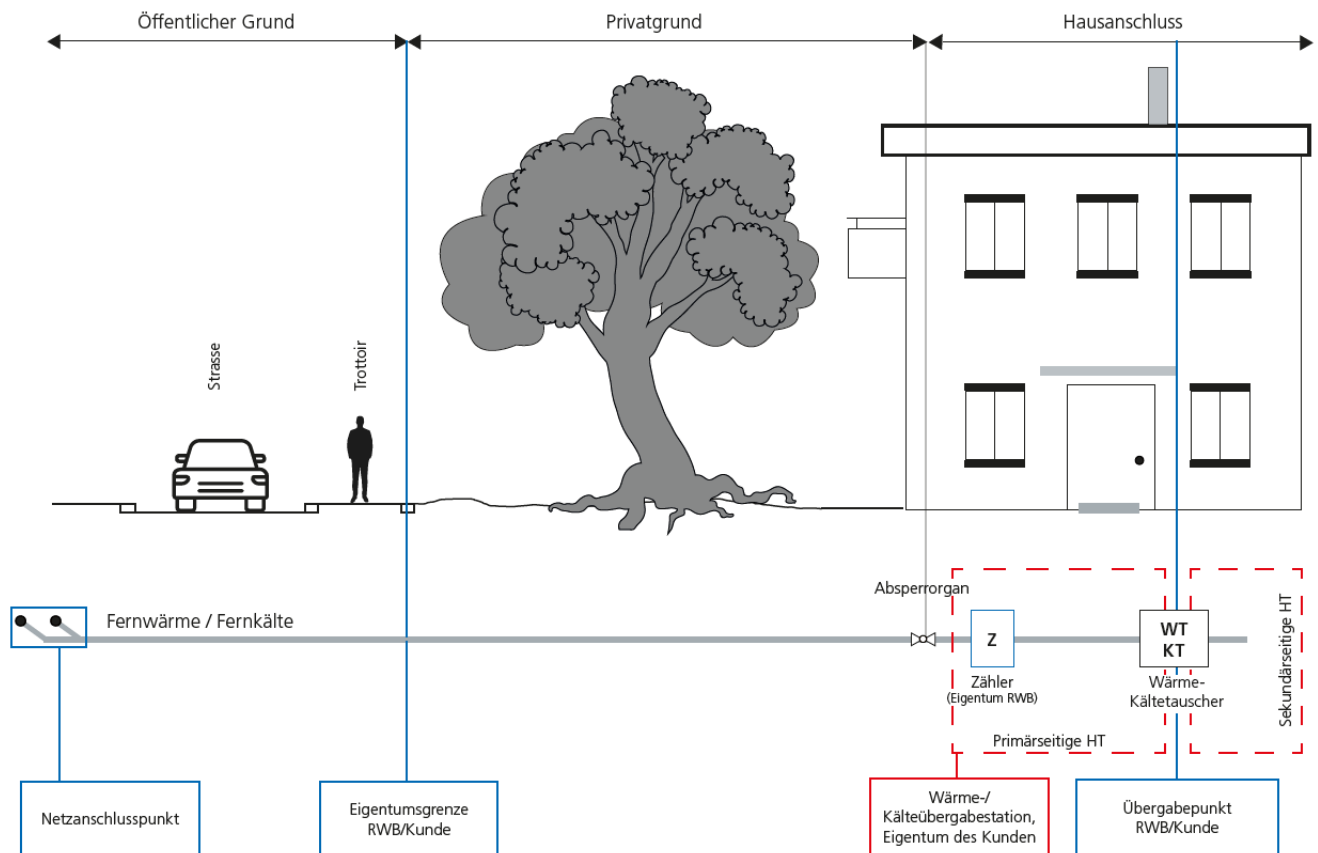 Öffentlicher Grund
Privatgrund
Hausanschluss
Strasse
Trottoir
Absperrorgan
Fernwärme / Fernkälte
Z
WT
KT
Zähler
(Eigentum RWB)
Wärme-
Kältetauscher
Primärseitige HT
Sekundärseitige HT
Netzanschlusspunkt
Eigentumsgrenze
RWB/Kunde
Wärme-/
Kälteübergabestation,
Eigentum des Kunden
Übergabepunkt
RWB/Kunde